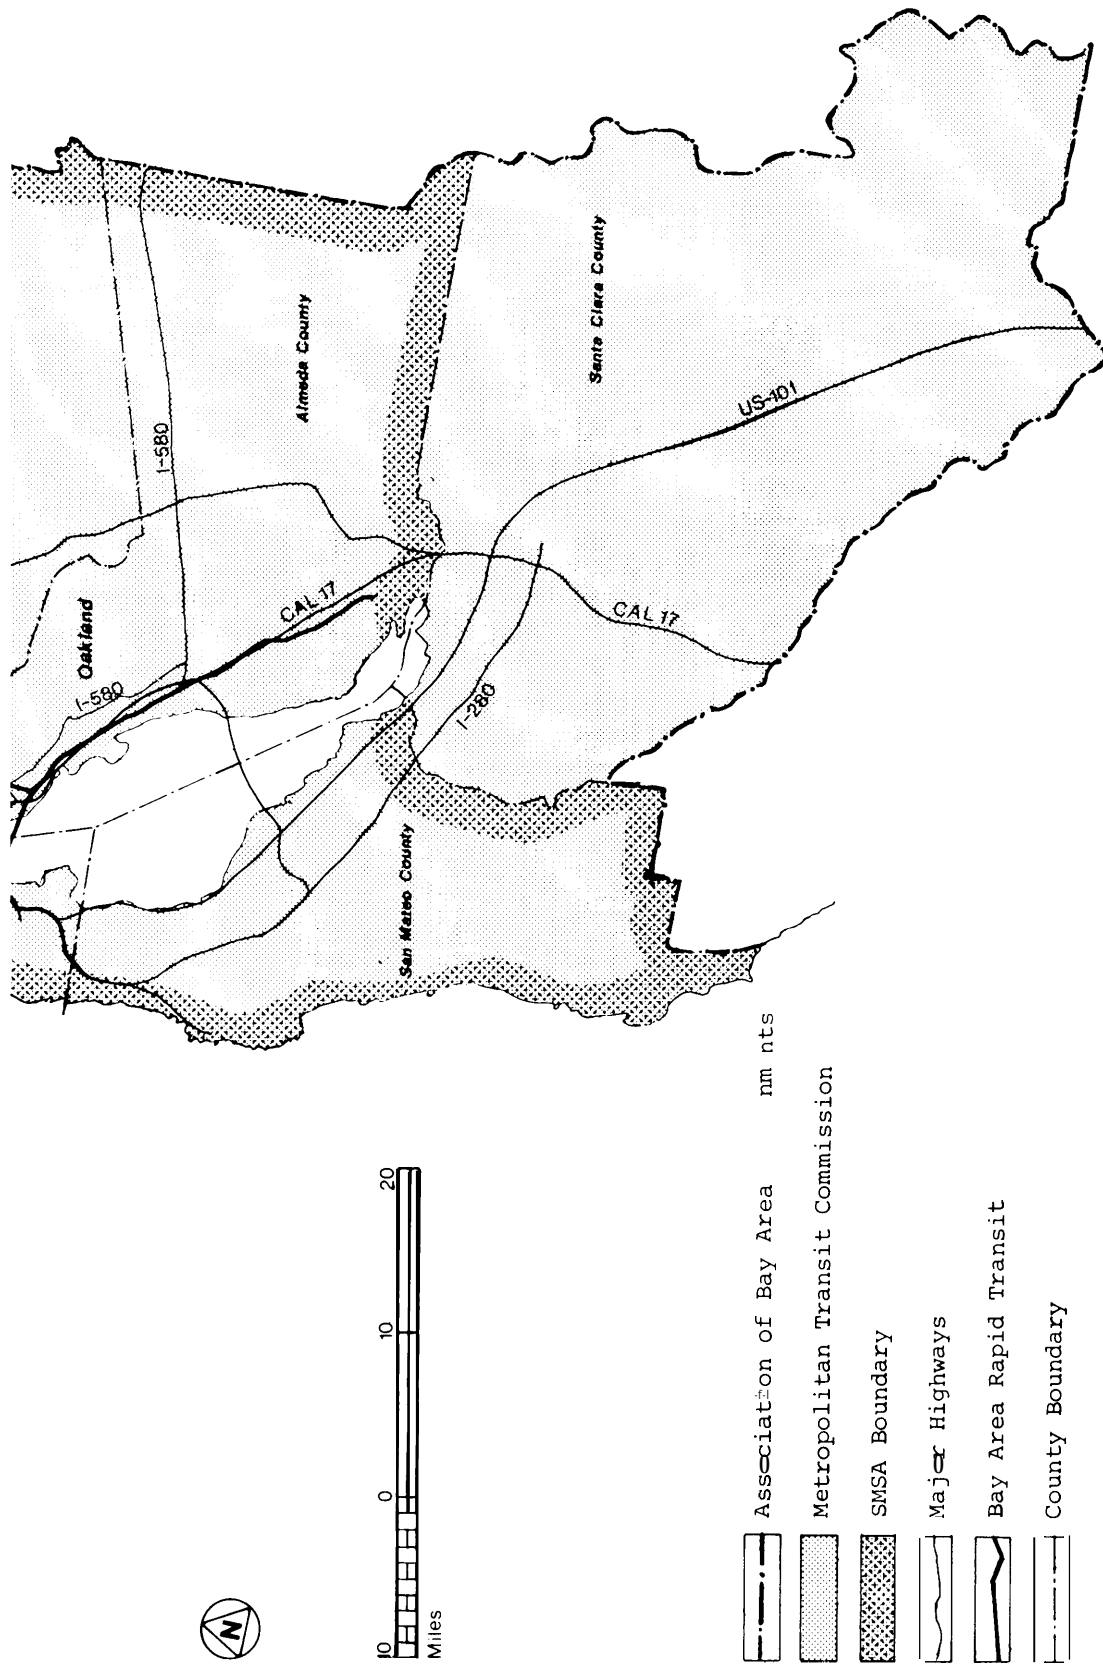 Oakland
I-580
I-580
CAL 17
Almeda County
San Mateo County
I-280
CAL 17
US-101
Santa Clara County
N
10 0 10 20
Miles
Association of Bay Area nm nts
Metropolitan Transit Commission
SMSA Boundary
Major Highways
Bay Area Rapid Transit
County Boundary